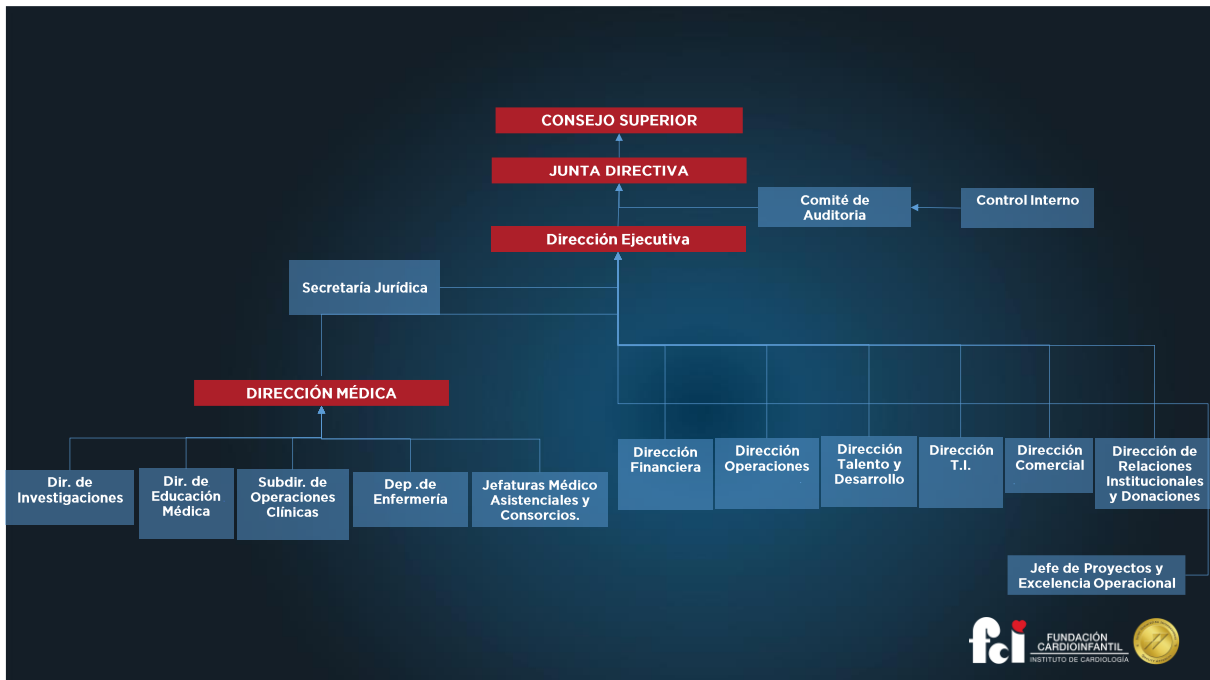 CONSEJO SUPERIOR
JUNTA DIRECTIVA
Comité de
Auditoria
Control Interno
Dirección Ejecutiva
Secretaría Jurídica
DIRECCIÓN MÉDICA
Dir. de
Investigaciones
Dir. de
Educación
Médica
Subdir. de
Operaciones
Clínicas
Dep .de
Enfermería
Jefaturas Médico
Asistenciales y
Consorcios.
Dirección
Financiera
Dirección
Operaciones
Dirección
Talento y
Desarrollo
Dirección
T.I.
Dirección
Comercial
Dirección de
Relaciones
Institucionales
y Donaciones
Jefe de Proyectos y
Excelencia Operacional
fci
FUNDACIÓN
CARDIOINFANTIL
INSTITUTO DE CARDIOLOGÍA